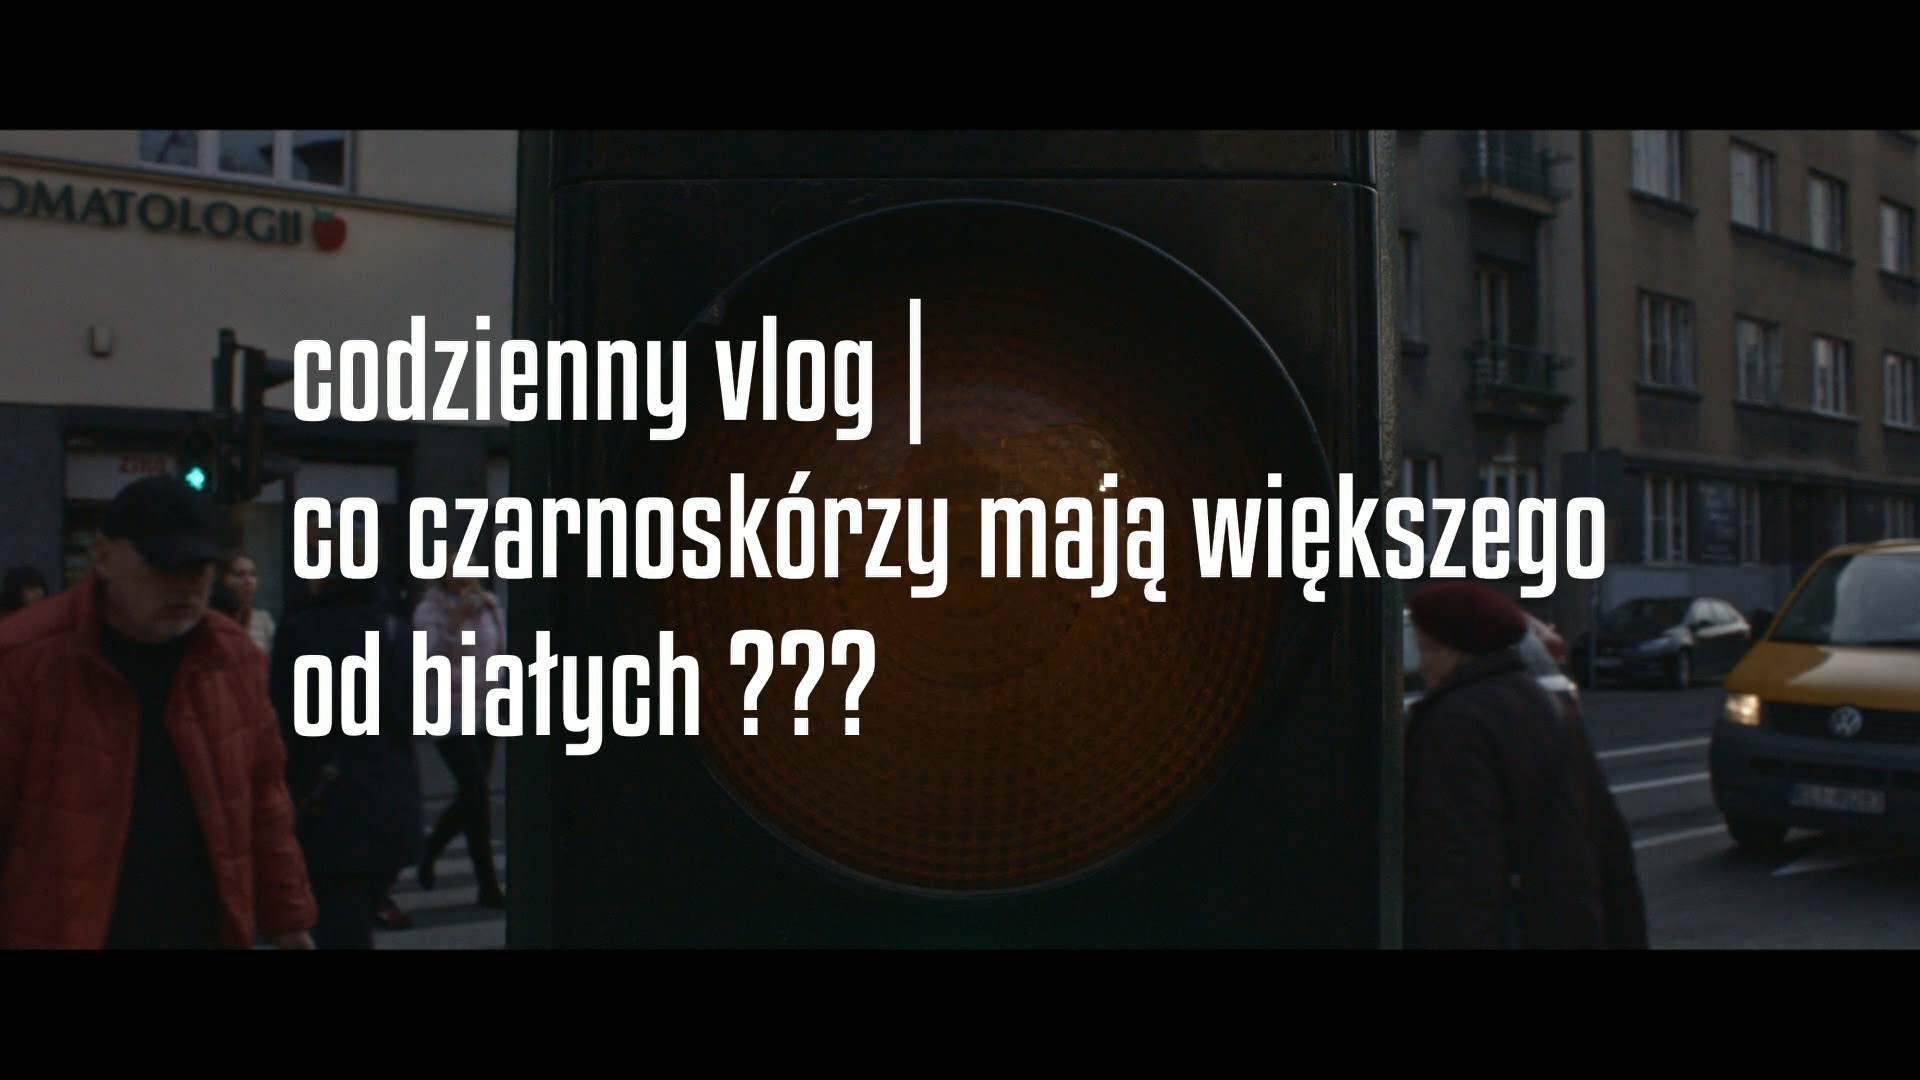 OMATOLOGII
codzienny vlog |
co czarnoskórzy mają większego
od białych ???